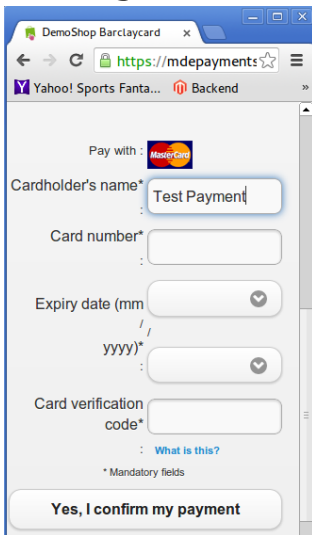 DemoShop Barclaycard
https://mdepayments
Yahoo! Sports Fanta... Backend »
Pay with : MasterCard
Cardholder's name*
: Test Payment
Card number*
:
Expiry date (mm
/ /
yyyy)*
:
Card verification
code*
: What is this?
* Mandatory fields
Yes, I confirm my payment